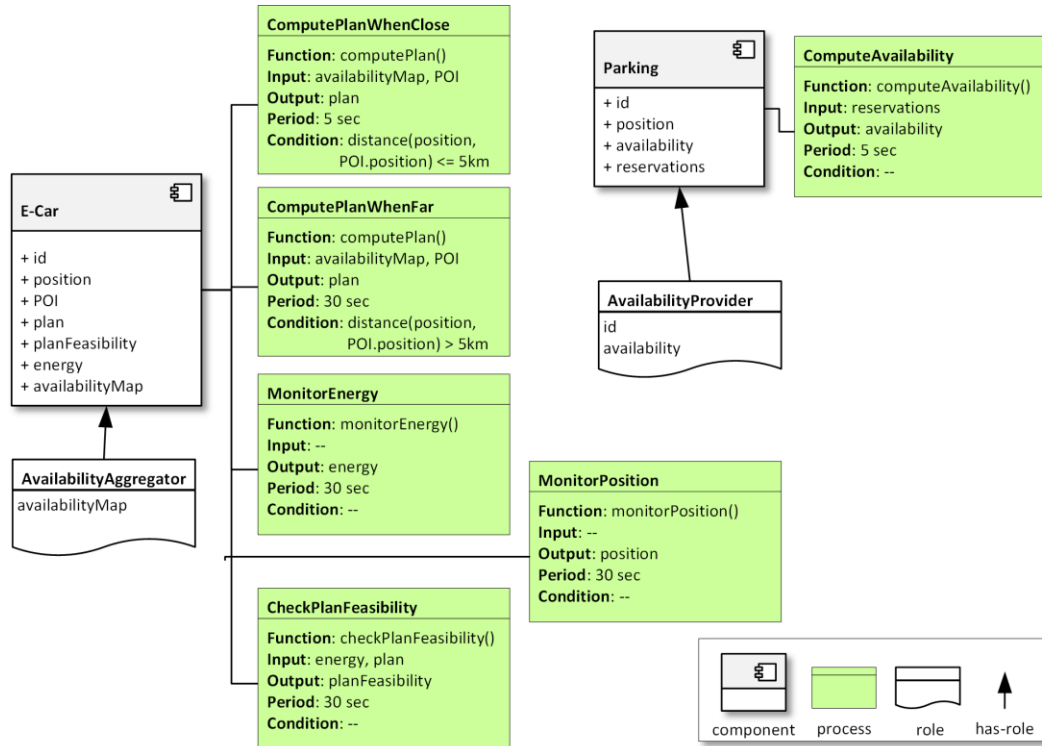 ComputePlanWhenClose
Function: computePlan()
Input: availabilityMap, POI
Output: plan
Period: 5 sec
Condition: distance(position,
POI.position) <= 5km
Parking
+ id
+ position
+ availability
+ reservations
ComputeAvailability
Function: computeAvailability()
Input: reservations
Output: availability
Period: 5 sec
Condition: --
E-Car
+ id
+ position
+ POI
+ plan
+ planFeasibility
+ energy
+ availabilityMap
ComputePlanWhenFar
Function: computePlan()
Input: availabilityMap, POI
Output: plan
Period: 30 sec
Condition: distance(position,
POI.position) > 5km
AvailabilityProvider
id
availability
MonitorEnergy
Function: monitorEnergy()
Input: --
Output: energy
Period: 30 sec
Condition: --
AvailabilityAggregator
availabilityMap
MonitorPosition
Function: monitorPosition()
Input: --
Output: position
Period: 30 sec
Condition: --
CheckPlanFeasibility
Function: checkPlanFeasibility()
Input: energy, plan
Output: planFeasibility
Period: 30 sec
Condition: --
component
process
role
has-role